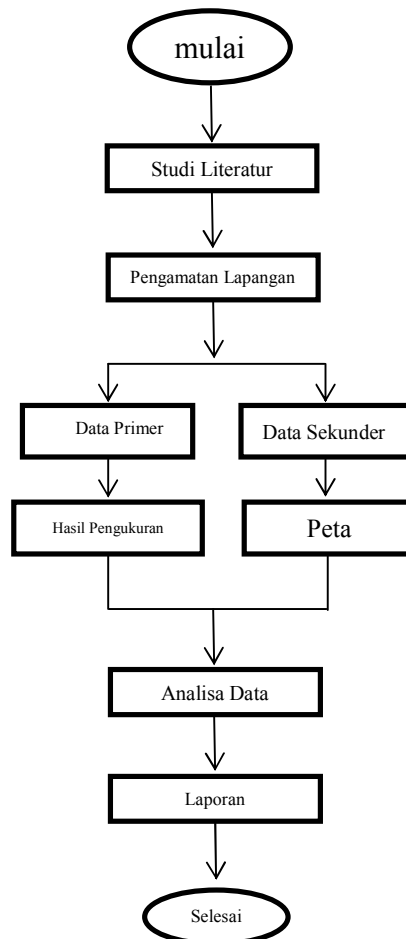 mulai
Studi Literatur
Pengamatan Lapangan
Data Primer
Data Sekunder
Hasil Pengukuran
Peta
Analisa Data
Laporan
Selesai